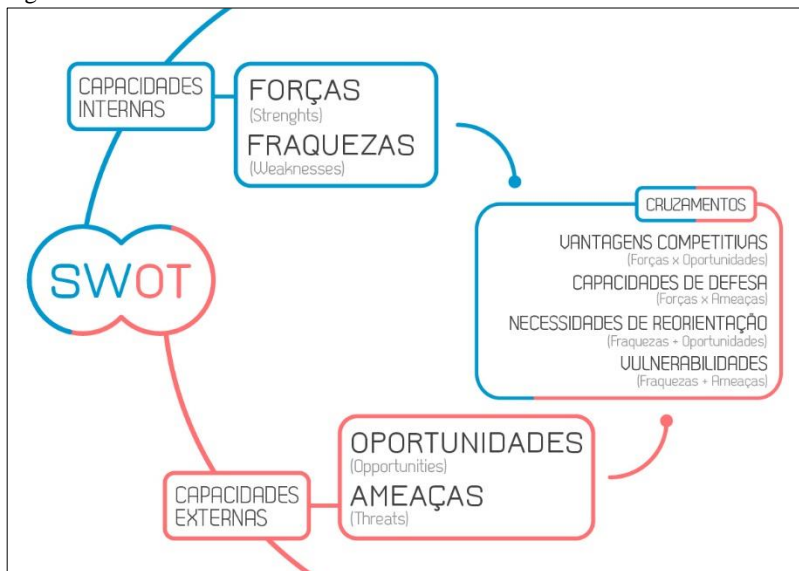 CAPACIDADES
INTERNAS
FORÇAS
(Strenghts)
FRAQUEZAS
(Weaknesses)
SWOT
CRUZAMENTOS
VANTAGENS COMPETITIVAS
(Forças x Oportunidades)
CAPACIDADES DE DEFESA
(Forças x Ameaças)
NECESSIDADES DE REORIENTAÇÃO
(Fraquezas + Oportunidades)
VULNERABILIDADES
(Fraquezas + Ameaças)
CAPACIDADES
EXTERNAS
OPORTUNIDADES
(Opportunities)
AMEAÇAS
(Threats)